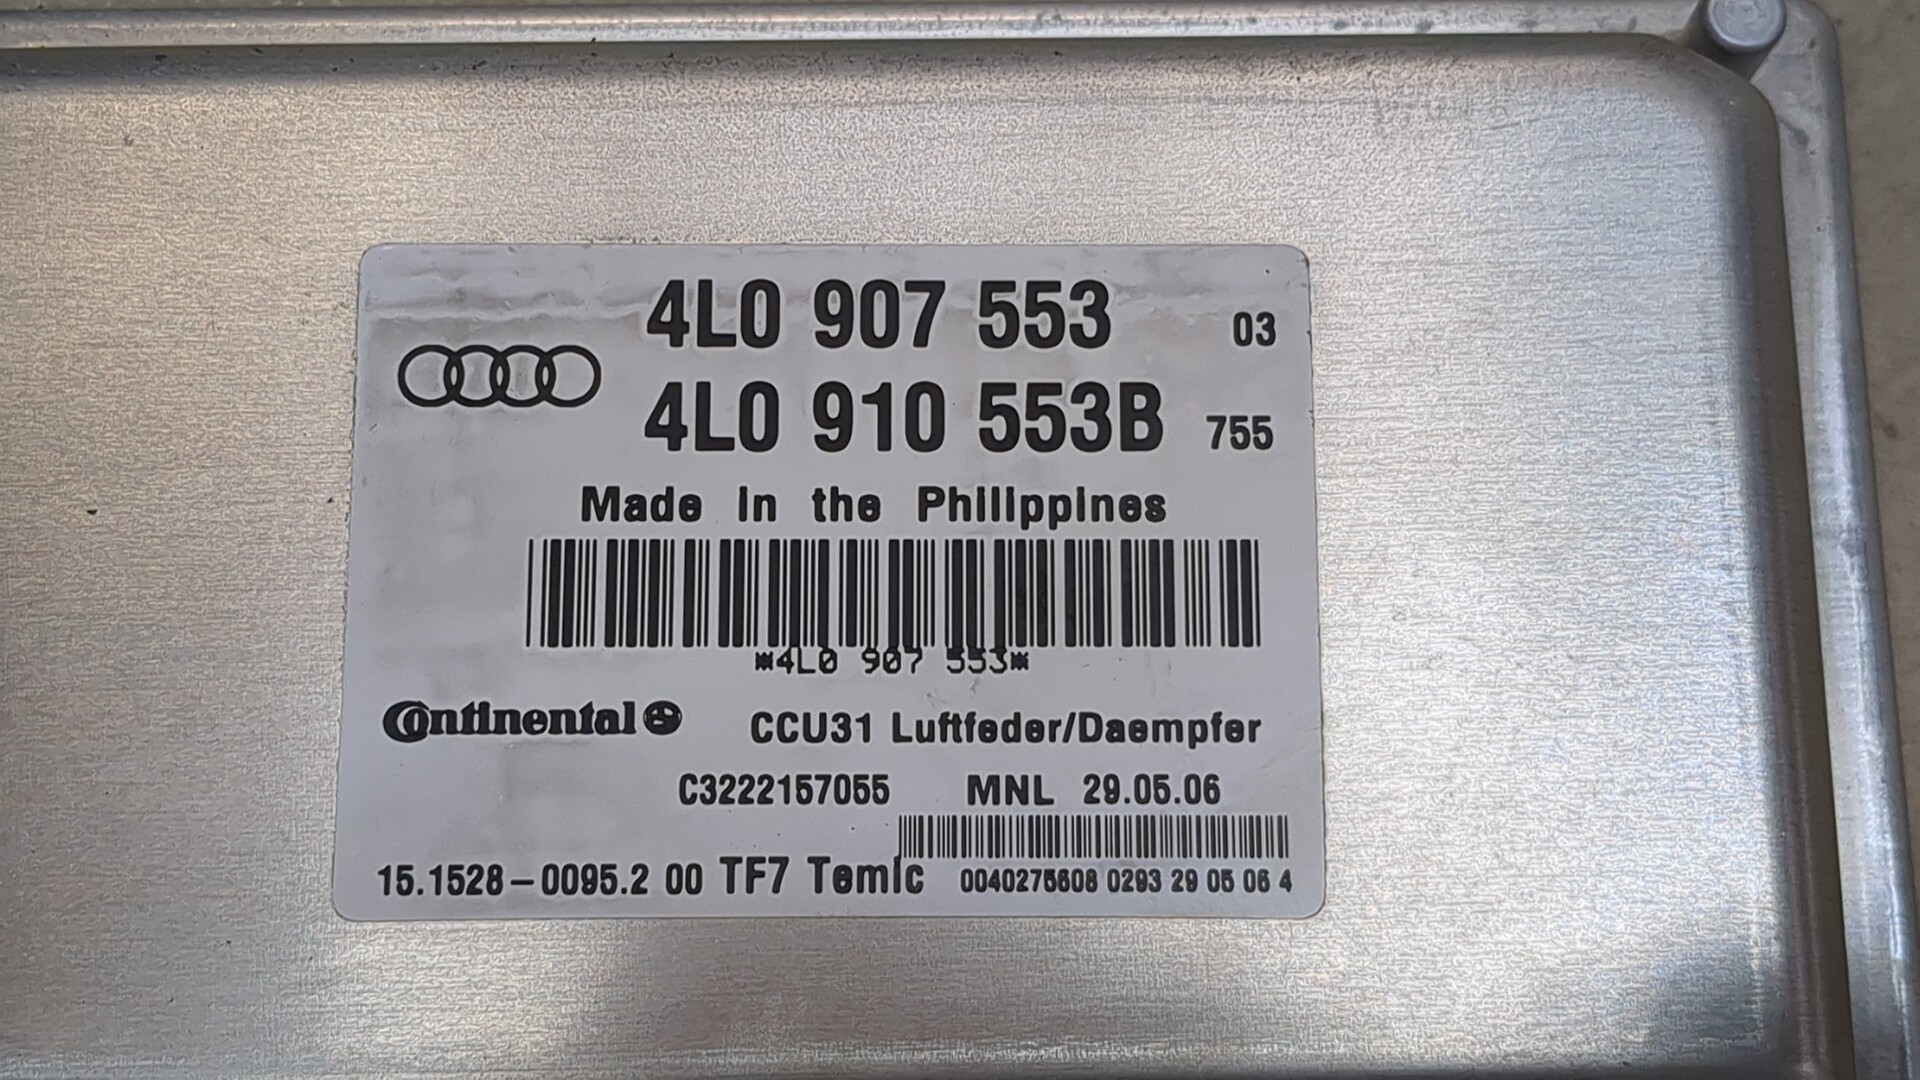 4L0 907 553 03
4L0 910 553B 755
Made in the Philippines
*4L0 907 553*
Continental CCU31 Luftfeder/Daempfer
C3222157055 MNL 29.05.06
15.1528-0095.2 00 TF7 Temic 0040275608 0293 29 05 06 4